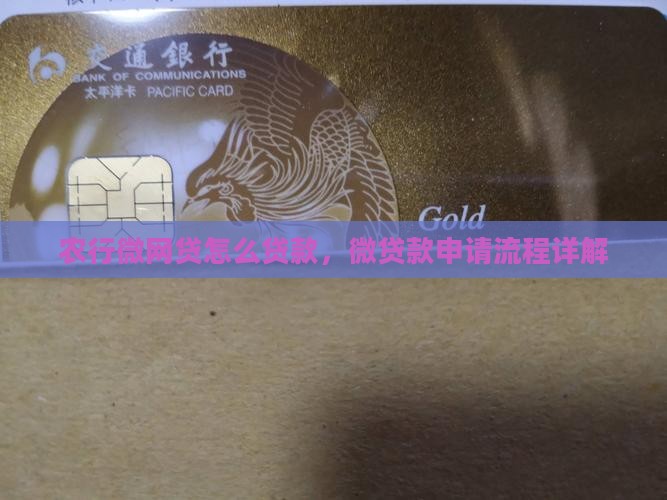 交通銀行
BANK OF COMMUNICATIONS
太平洋卡 PACIFIC CARD
Gold
农行微网贷怎么贷款，微贷款申请流程详解